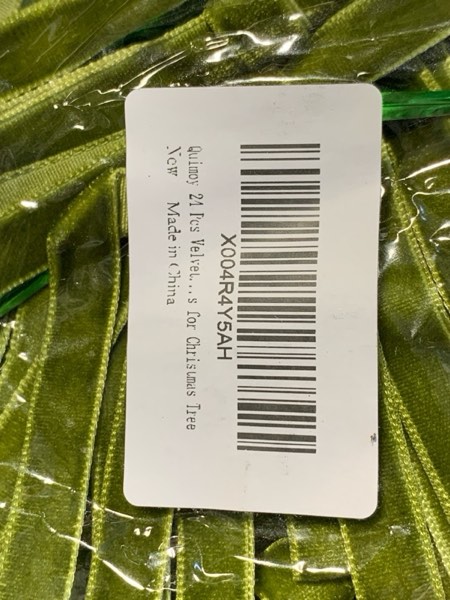 X004R4Y5AH
Quimoy 24 Pcs Velvet...s for Christmas Tree
New Made in China